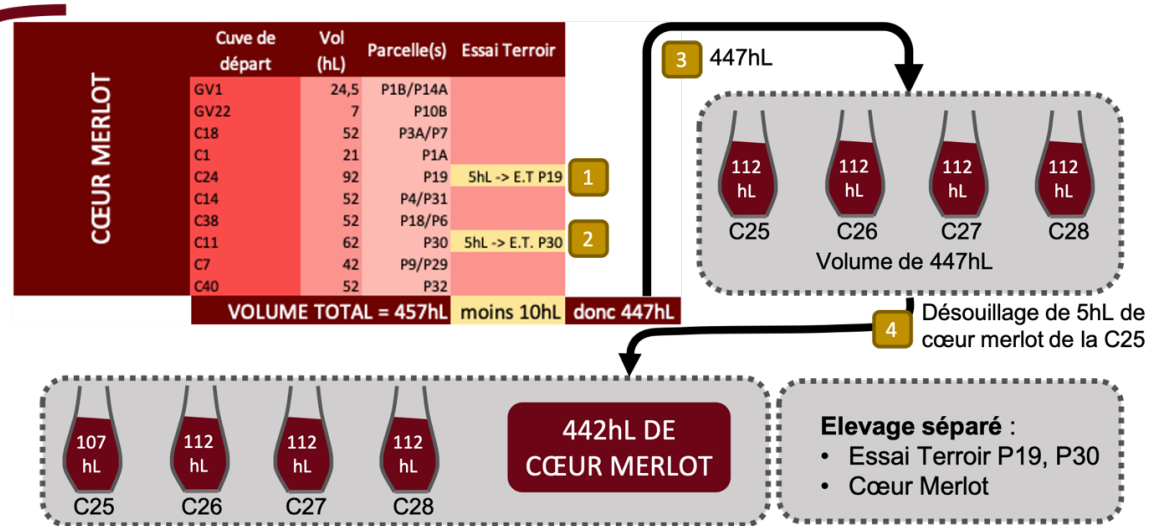 CŒUR MERLOT
Cuve de départ Vol (hL) Parcelle(s) Essai Terroir
GV1 24,5 P1B/P14A
GV22 7 P10B
C18 52 P3A/P7
C1 21 P1A
C24 92 P19 5hL -> E.T P19
C14 52 P4/P31
C38 52 P18/P6
C11 62 P30 5hL -> E.T. P30
C7 42 P9/P29
C40 52 P32
VOLUME TOTAL = 457hL moins 10hL donc 447hL
1
2
3 447hL
112 hL 112 hL 112 hL 112 hL
C25 C26 C27 C28
Volume de 447hL
4 Désouillage de 5hL de
cœur merlot de la C25
107 hL 112 hL 112 hL 112 hL
C25 C26 C27 C28
442hL DE
CŒUR MERLOT
Elevage séparé :
• Essai Terroir P19, P30
• Cœur Merlot